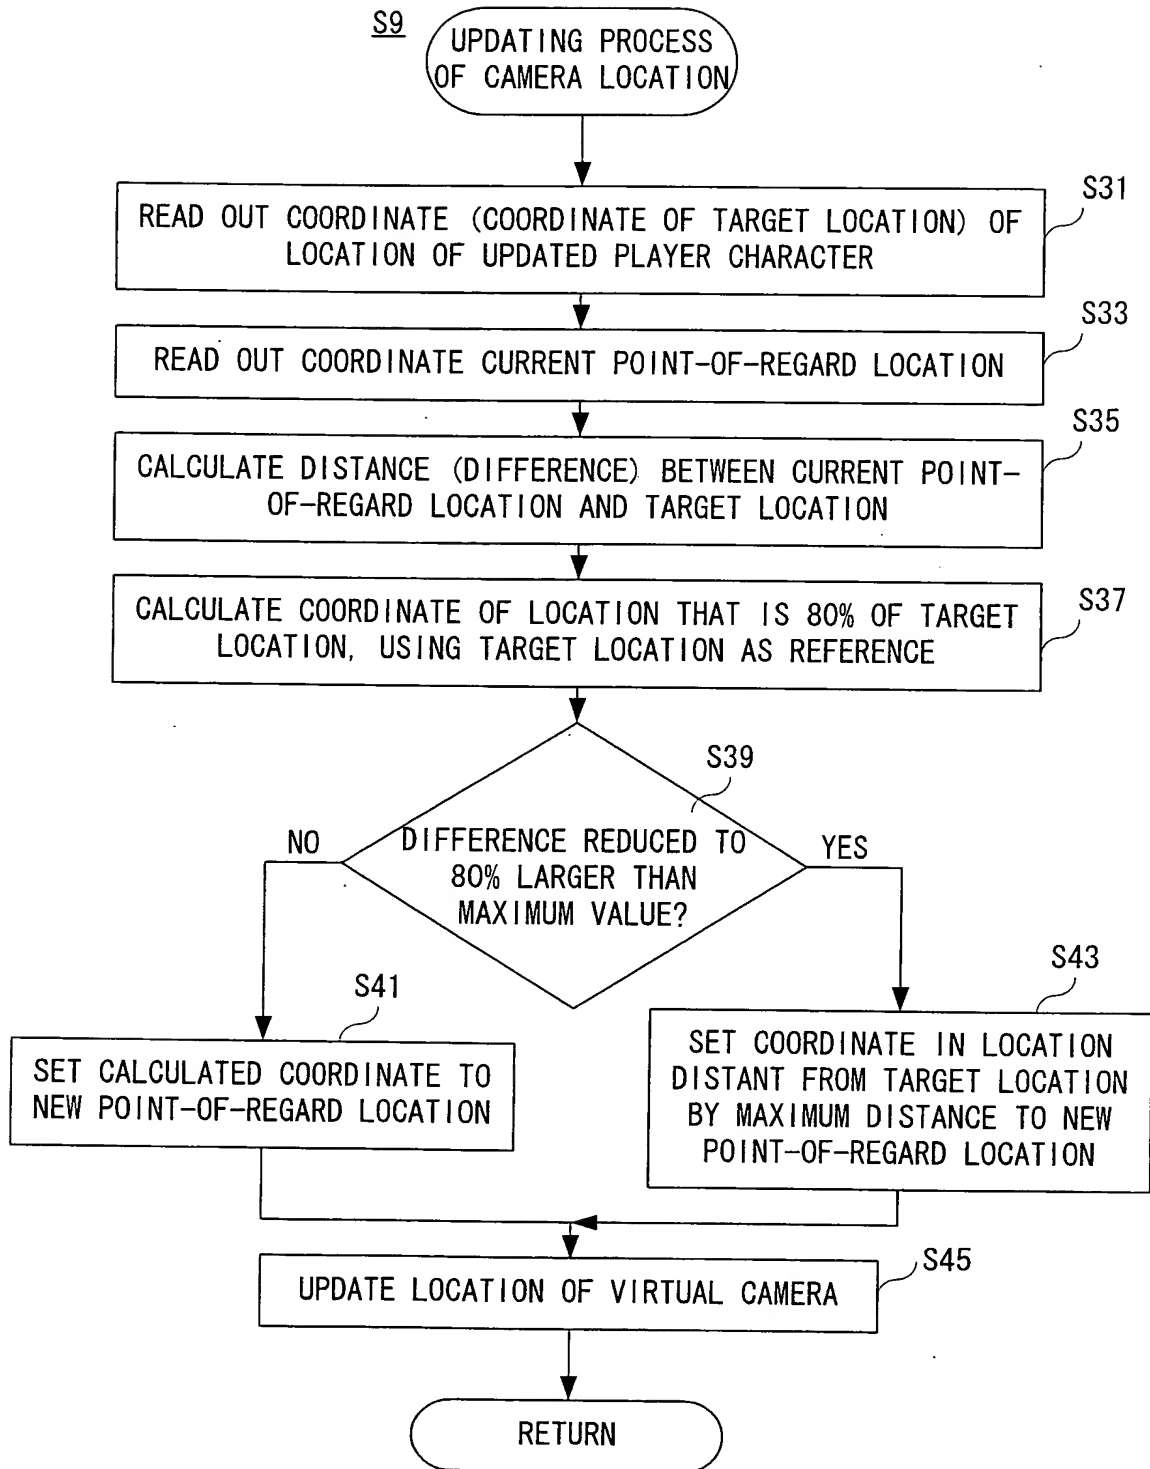 S9
UPDATING PROCESS
OF CAMERA LOCATION
S31
READ OUT COORDINATE (COORDINATE OF TARGET LOCATION) OF
LOCATION OF UPDATED PLAYER CHARACTER
S33
READ OUT COORDINATE CURRENT POINT-OF-REGARD LOCATION
S35
CALCULATE DISTANCE (DIFFERENCE) BETWEEN CURRENT POINT-
OF-REGARD LOCATION AND TARGET LOCATION
S37
CALCULATE COORDINATE OF LOCATION THAT IS 80% OF TARGET
LOCATION, USING TARGET LOCATION AS REFERENCE
S39
NO
DIFFERENCE REDUCED TO
80% LARGER THAN
MAXIMUM VALUE?
YES
S41
SET CALCULATED COORDINATE TO
NEW POINT-OF-REGARD LOCATION
S43
SET COORDINATE IN LOCATION
DISTANT FROM TARGET LOCATION
BY MAXIMUM DISTANCE TO NEW
POINT-OF-REGARD LOCATION
S45
UPDATE LOCATION OF VIRTUAL CAMERA
RETURN